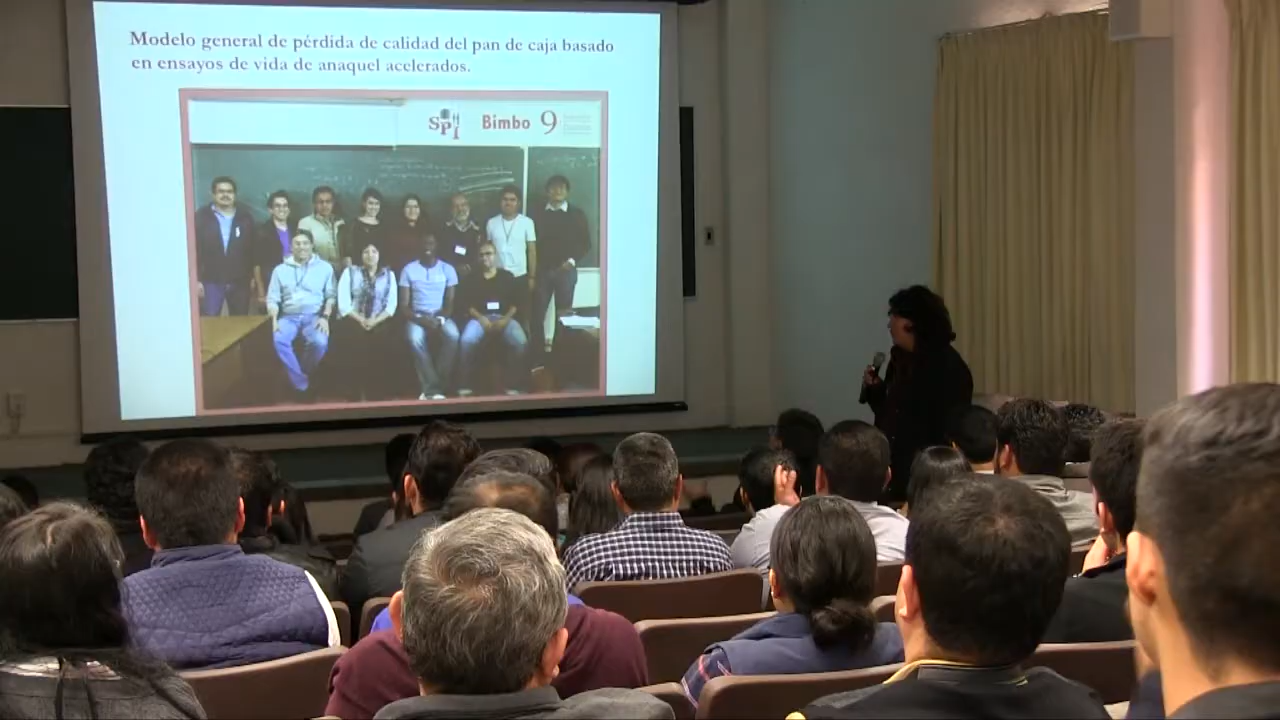 Modelo general de pérdida de calidad del pan de caja basado
en ensayos de vida de anaquel acelerados.
SPI Bimbo 9